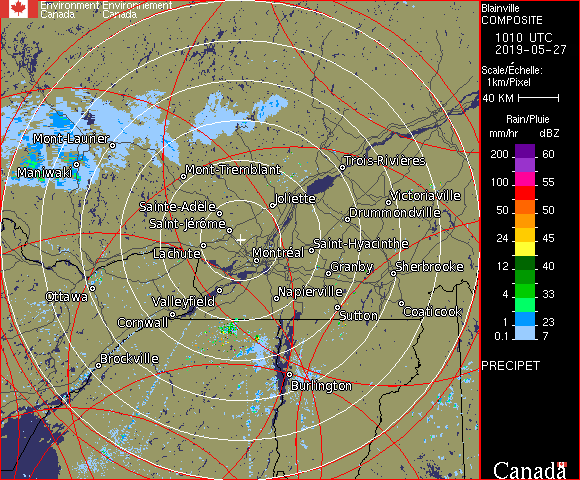 Environment Environnement
Canada Canada
Blainville
COMPOSITE
1010 UTC
2019-05-27
Scale/Échelle:
1km/Pixel
40 KM
Rain/Pluie
mm/hr dBZ
200 60
150 57
100 55
50 50
24 45
12 40
4 33
1 23
0.1 7
PRECIPET
Canada
Mont-Laurier
Maniwaki
Mont-Tremblant
Trois-Rivières
Sainte-Adèle
Joliette
Victoriaville
Saint-Jérôme
Drummondville
Lachute
Montréal
Saint-Hyacinthe
Granby
Sherbrooke
Ottawa
Valleyfield
Napierville
Cornwall
Sutton
Coaticook
Brockville
Burlington